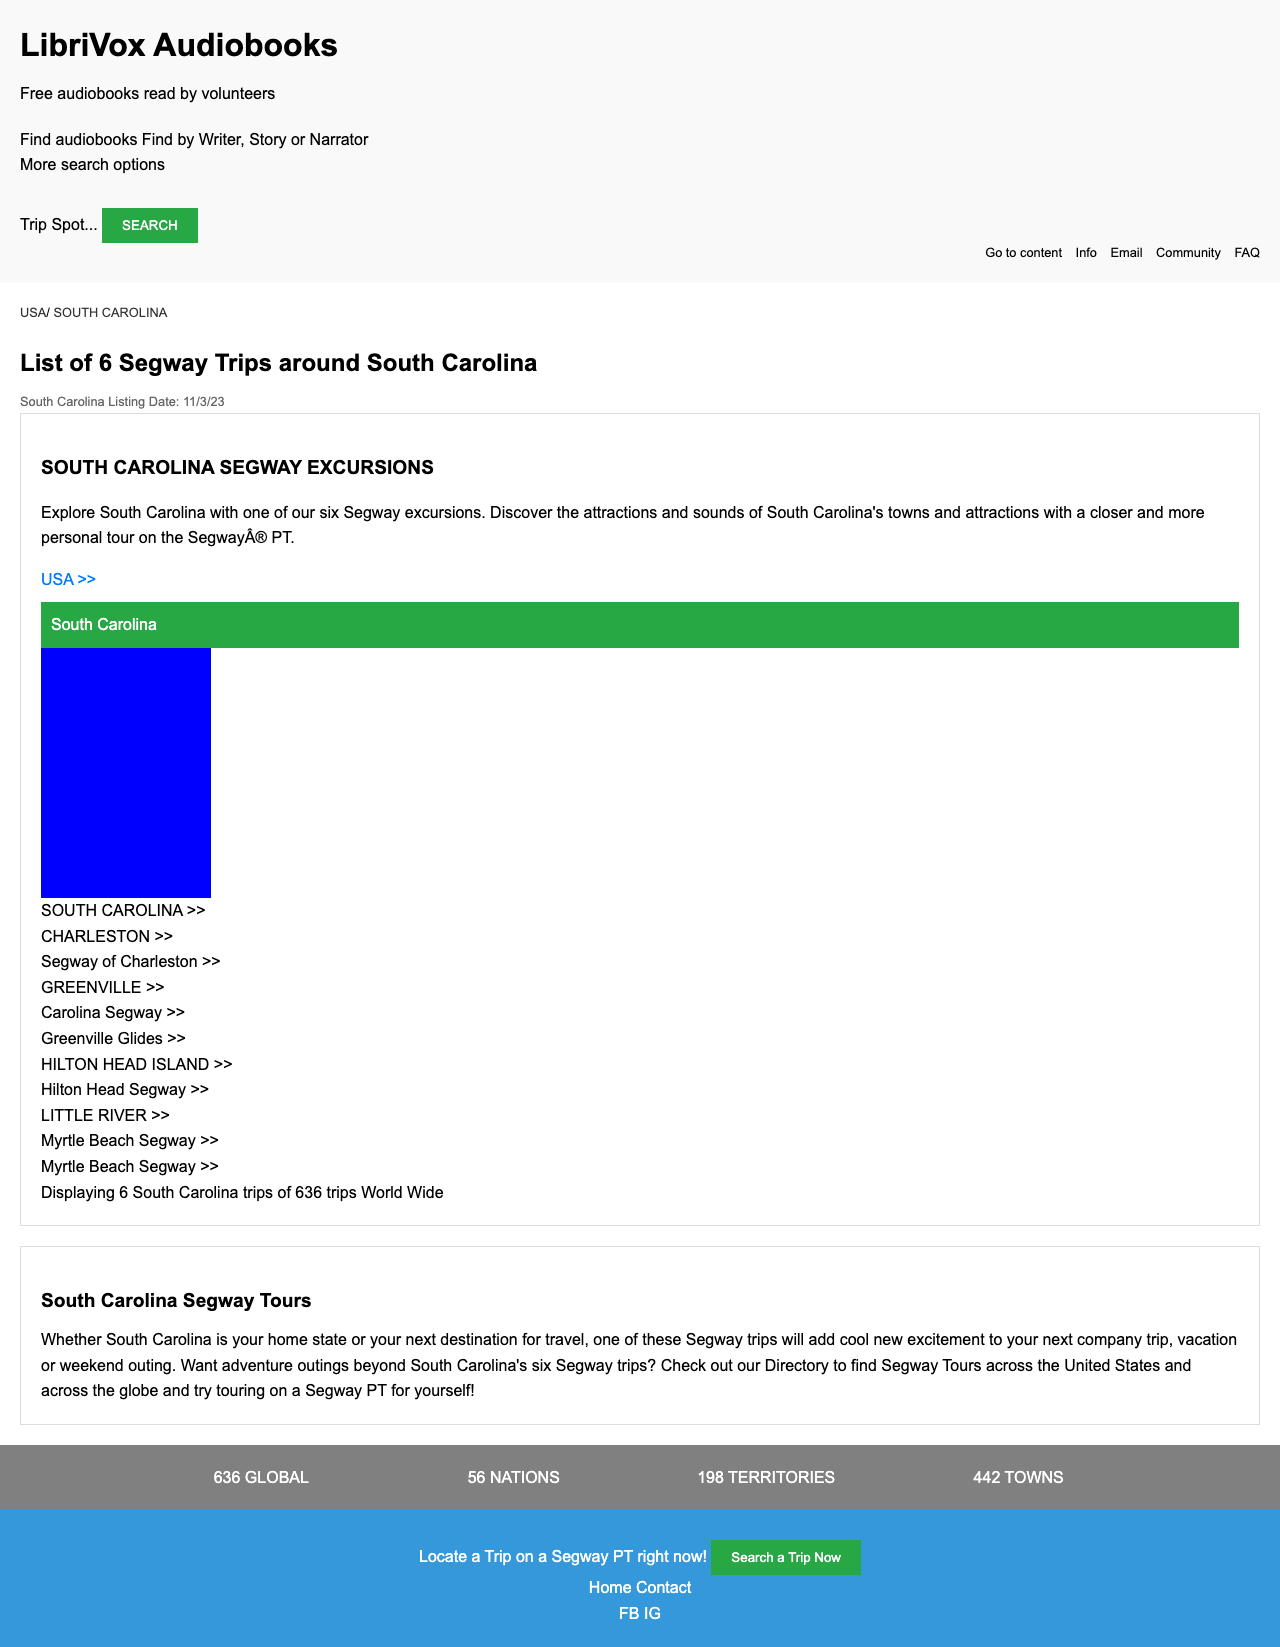 LibriVox Audiobooks
Free audiobooks read by volunteers
Find audiobooks Find by Writer, Story or Narrator
More search options
Trip Spot... SEARCH
Go to content Info Email Community FAQ
USA/ SOUTH CAROLINA
List of 6 Segway Trips around South Carolina
South Carolina Listing Date: 11/3/23
SOUTH CAROLINA SEGWAY EXCURSIONS
Explore South Carolina with one of our six Segway excursions. Discover the attractions and sounds of South Carolina's towns and attractions with a closer and more
personal tour on the SegwayÂ® PT.
USA >>
South Carolina
SOUTH CAROLINA >>
CHARLESTON >>
Segway of Charleston >>
GREENVILLE >>
Carolina Segway >>
Greenville Glides >>
HILTON HEAD ISLAND >>
Hilton Head Segway >>
LITTLE RIVER >>
Myrtle Beach Segway >>
Myrtle Beach Segway >>
Displaying 6 South Carolina trips of 636 trips World Wide
South Carolina Segway Tours
Whether South Carolina is your home state or your next destination for travel, one of these Segway trips will add cool new excitement to your next company trip, vacation
or weekend outing. Want adventure outings beyond South Carolina's six Segway trips? Check out our Directory to find Segway Tours across the United States and
across the globe and try touring on a Segway PT for yourself!
636 GLOBAL 56 NATIONS 198 TERRITORIES 442 TOWNS
Locate a Trip on a Segway PT right now! Search a Trip Now
Home Contact
FB IG